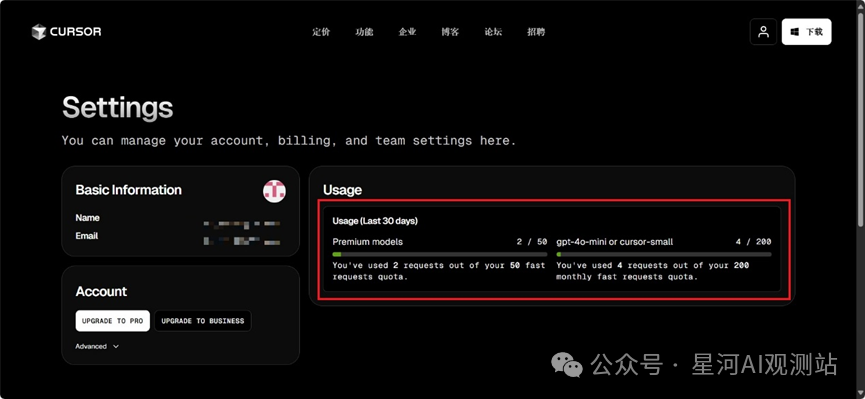 CURSOR
定价 功能 企业 博客 论坛 招聘
下载
Settings
You can manage your account, billing, and team settings here.
Basic Information
Name
Email
Account
UPGRADE TO PRO UPGRADE TO BUSINESS
Advanced
Usage
Usage (Last 30 days)
Premium models 2 / 50
You've used 2 requests out of your 50 fast
requests quota.
gpt-4o-mini or cursor-small 4 / 200
You've used 4 requests out of your 200
monthly fast requests quota.
公众号 · 星河AI观测站